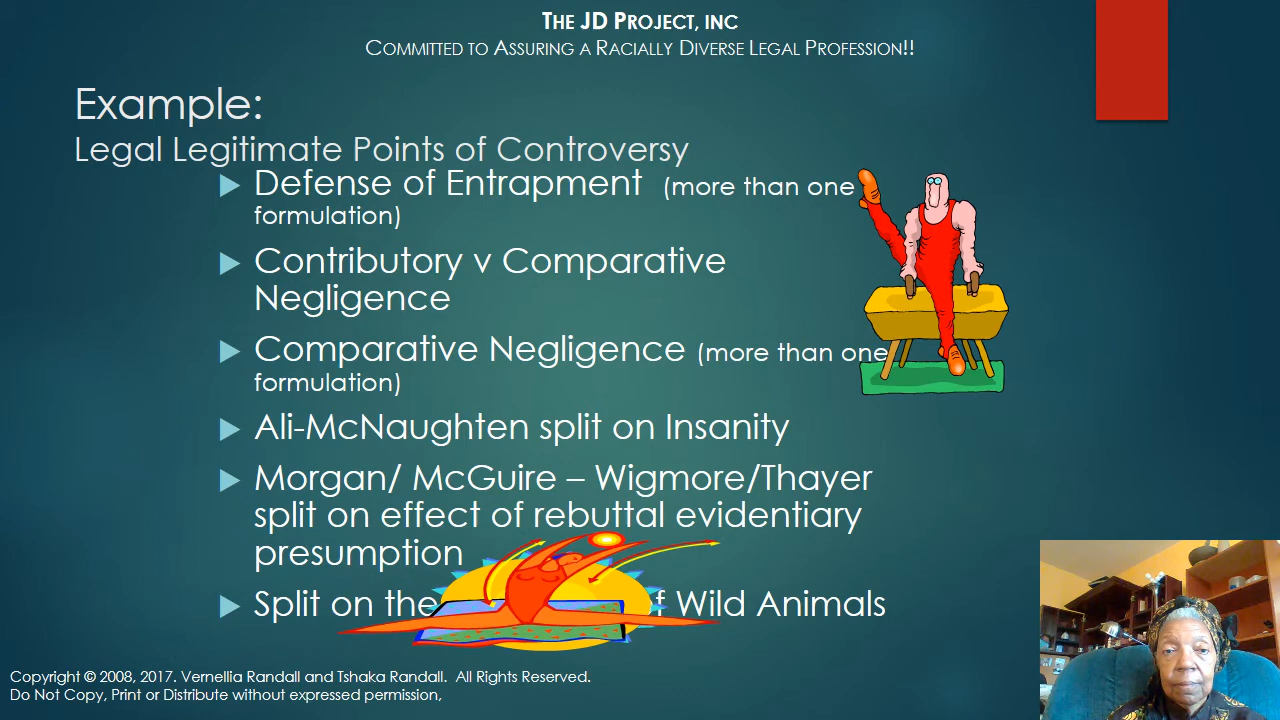 THE JD PROJECT, INC
COMMITTED TO ASSURING A RACIALLY DIVERSE LEGAL PROFESSION!!
Example:
Legal Legitimate Points of Controversy
Defense of Entrapment (more than one
formulation)
Contributory v Comparative
Negligence
Comparative Negligence (more than one
formulation)
Ali-McNaughten split on Insanity
Morgan/ McGuire – Wigmore/Thayer
split on effect of rebuttal evidentiary
presumption
Split on the f Wild Animals
Copyright © 2008, 2017. Vernellia Randall and Tshaka Randall. All Rights Reserved.
Do Not Copy, Print or Distribute without expressed permission,